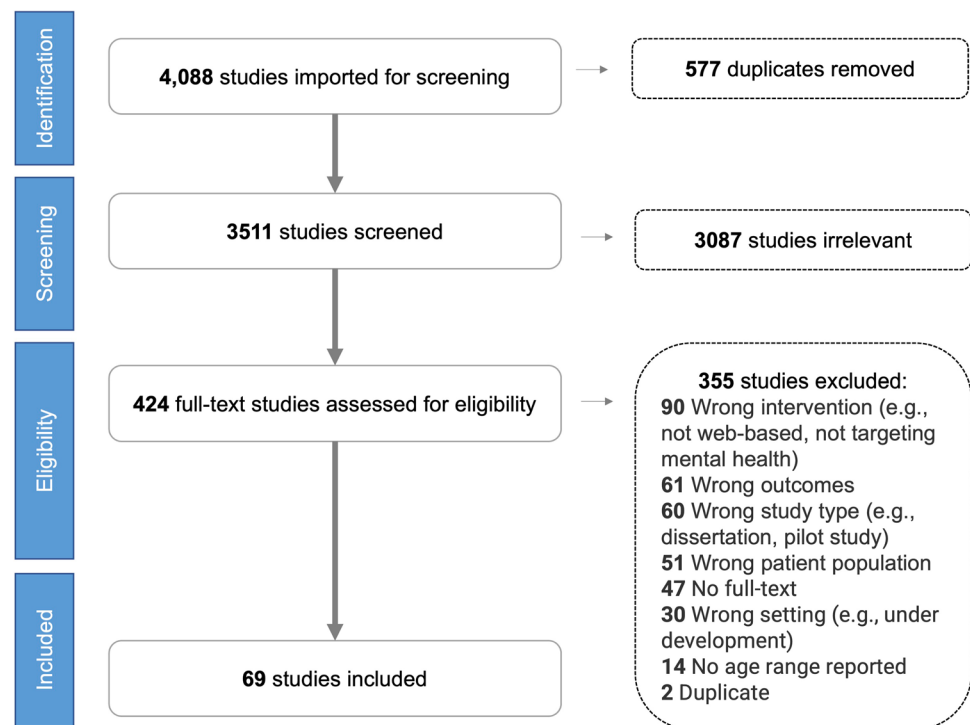 Identification
4,088 studies imported for screening
577 duplicates removed
Screening
3511 studies screened
3087 studies irrelevant
Eligibility
424 full-text studies assessed for eligibility
355 studies excluded:
90 Wrong intervention (e.g.,
not web-based, not targeting
mental health)
61 Wrong outcomes
60 Wrong study type (e.g.,
dissertation, pilot study)
51 Wrong patient population
47 No full-text
30 Wrong setting (e.g., under
development)
14 No age range reported
2 Duplicate
Included
69 studies included